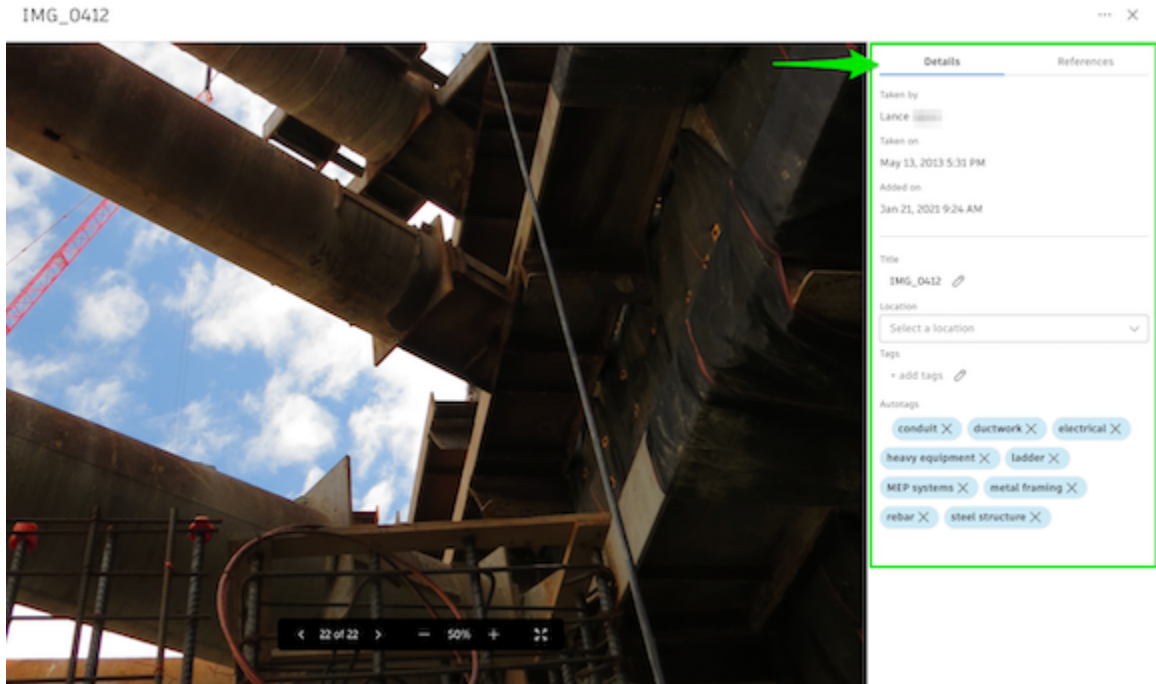 IMG_0412
Details References
Taken by
Lance
Taken on
May 13, 2013 5:31 PM
Added on
Jan 21, 2021 9:24 AM
Title
IMG_0412
Location
Select a location
Tags
+ add tags
Autotags
conduit ductwork electrical
heavy equipment ladder
MEP systems metal framing
rebar steel structure
22 of 22 50%